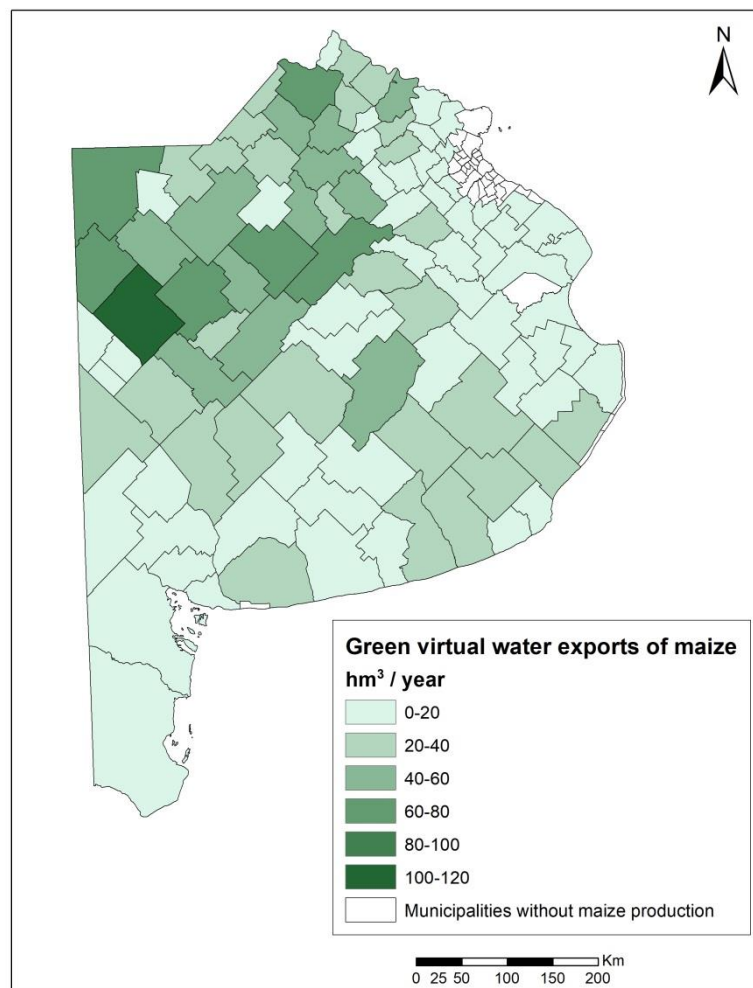 N
Green virtual water exports of maize
hm³ / year
0-20
20-40
40-60
60-80
80-100
100-120
Municipalities without maize production
Km
0 25 50 100 150 200